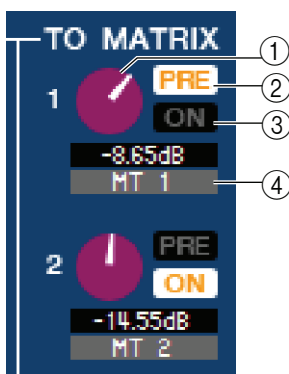 TO MATRIX
①
1
PRE
②
ON
③
-8.65dB
MT 1
④
2
PRE
ON
-14.55dB
MT 2